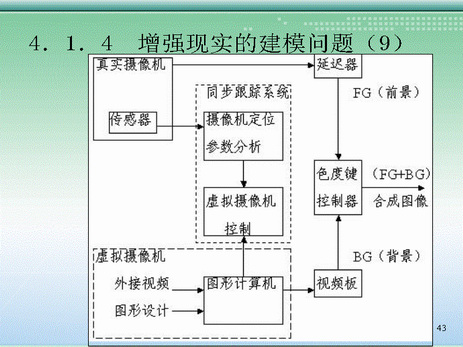 4．1．4　增强现实的建模问题（9）
真实摄像机
延迟器
同步跟踪系统
FG（前景）
传感器
摄像机定位
参数分析
色度键
控制器
（FG+BG）
合成图像
虚拟摄像机
控制
虚拟摄像机
BG（背景）
外接视频
图形计算机
视频板
图形设计
43